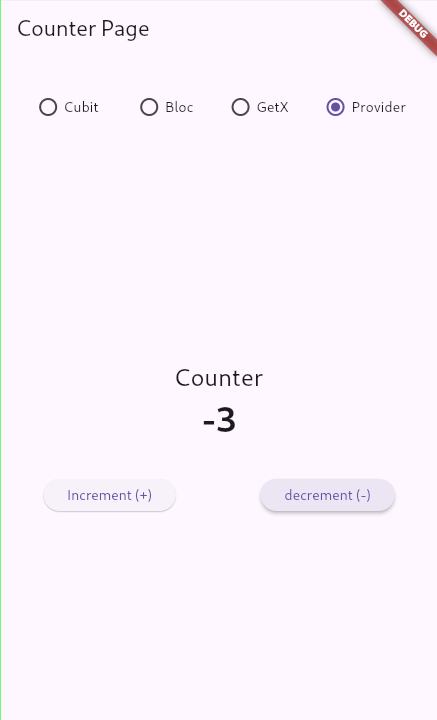 Counter Page
DEBUG
Cubit Bloc GetX Provider
Counter
-3
Increment (+) decrement (-)